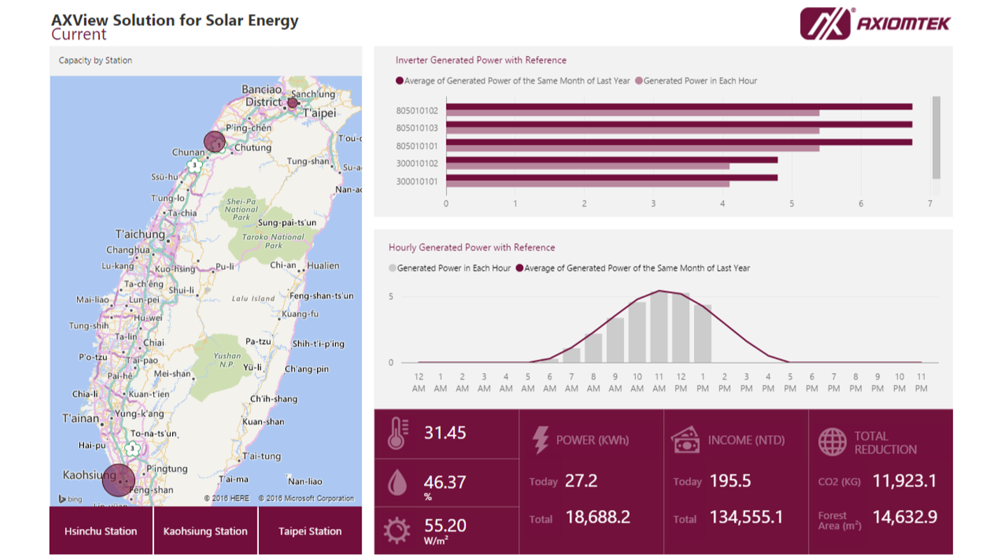 AXView Solution for Solar Energy
Current
AXIOMTEK
®
Capacity by Station
Banciao
District
Sanch'ung
T'aipei
P'ing-chên
T'ou-c
1
Chutung
Chunan
3
Tung-shan
Su-a
Ssŭ-hu
Nan-ao
T'ung-lo
Shei-Pa
National
Park
Ta-chia
Sung-pai-ts'un
T'aichung
Taroko National
Park
Changhua
Lu-kang
Kuo-hsing
Pu-li
Chi-an
Hualien
Ta-ch'êng
Shui-li
Mai-liao
Lun-pei
Lalu Island
Feng-shan-ts'un
Hu-wei
Kuang-fu
Tung-shih
Ta-lin
Chiai
Pa-tzu
Shih-t'i-p'ing
P'o-tzu
T'ai-pao
Yushan
N.P.
Yü-li
Ch'ang-pin
Pai-hê
Mei-shan
Chia-li
Kuan-t'ien
Ch'ih-shang
T'ainan
Yung-k'ang
Kuan-shan
To-na-ts'un
Hai-pu
3
T'ai-tung
Kaohsiung
P'ingtung
T'ai-ma
Nan-liao
Fêng-shan
bing
© 2016 HERE © 2016 Microsoft Corporation
Hsinchu Station
Kaohsiung Station
Taipei Station
Inverter Generated Power with Reference
Average of Generated Power of the Same Month of Last Year Generated Power in Each Hour
805010102
805010103
805010101
300010102
300010101
0 1 2 3 4 5 6 7
Hourly Generated Power with Reference
Generated Power in Each Hour Average of Generated Power of the Same Month of Last Year
5
0
12 1 2 3 4 5 6 7 8 9 10 11 12 1 2 3 4 5 6 7 8 9 10 11
AM AM AM AM AM AM AM AM AM AM AM AM PM PM PM PM PM PM PM PM PM PM PM PM
31.45
46.37
%
55.20
W/m²
POWER (KWh)
Today 27.2
Total 18,688.2
INCOME (NTD)
Today 195.5
Total 134,555.1
TOTAL
REDUCTION
CO2 (KG) 11,923.1
Forest
Area (m²) 14,632.9